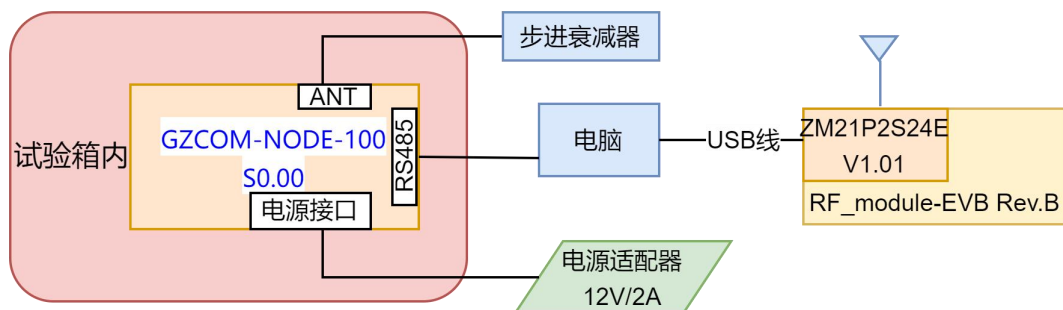 步进衰减器
ANT
GZCOM-NODE-100
S0.00
RS485
试验箱内
电源接口
电脑
USB线
ZM21P2S24E
V1.01
RF_module-EVB Rev.B
电源适配器
12V/2A